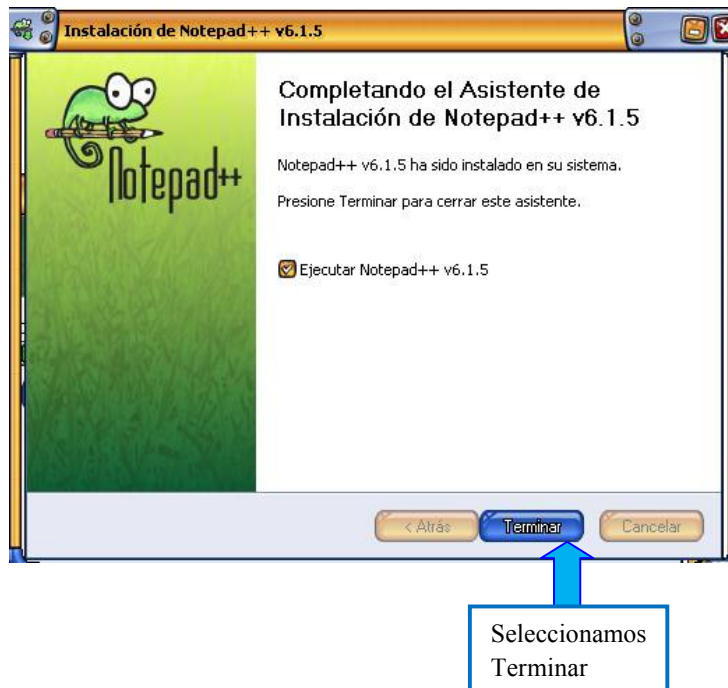 Instalación de Notepad++ v6.1.5
Notepad++
Completando el Asistente de
Instalación de Notepad++ v6.1.5
Notepad++ v6.1.5 ha sido instalado en su sistema.
Presione Terminar para cerrar este asistente.
Ejecutar Notepad++ v6.1.5
< Atrás
Terminar
Cancelar
Seleccionamos
Terminar